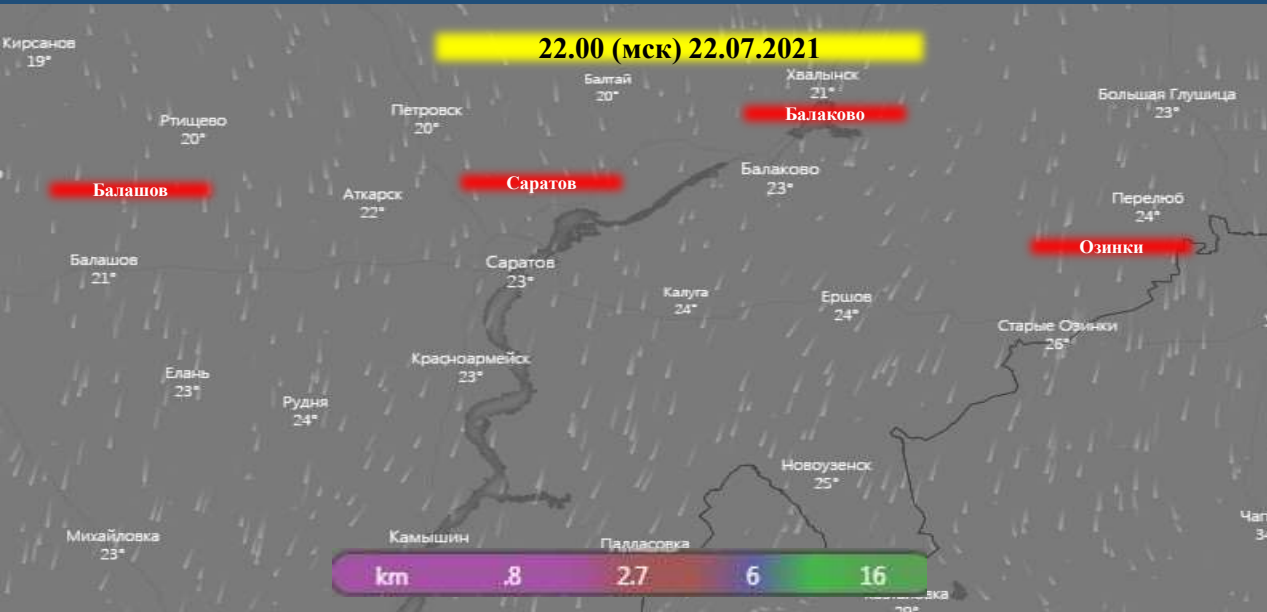 22.00 (мск) 22.07.2021
Кирсанов
19°
Балтай
20°
Хвалынск
21°
Большая Глушица
23°
Ртищево
20°
Петровск
20°
Балаково
Балаково
23°
Балашов
Саратов
Аткарск
22°
Перелюб
24°
Озинки
Балашов
21°
Саратов
23°
Калуга
24°
Ершов
24°
Старые Озинки
26°
Красноармейск
23°
Елань
23°
Рудня
24°
Новоузенск
25°
Михайловка
23°
Камышин
Палласовка
km .8 2.7 6 16